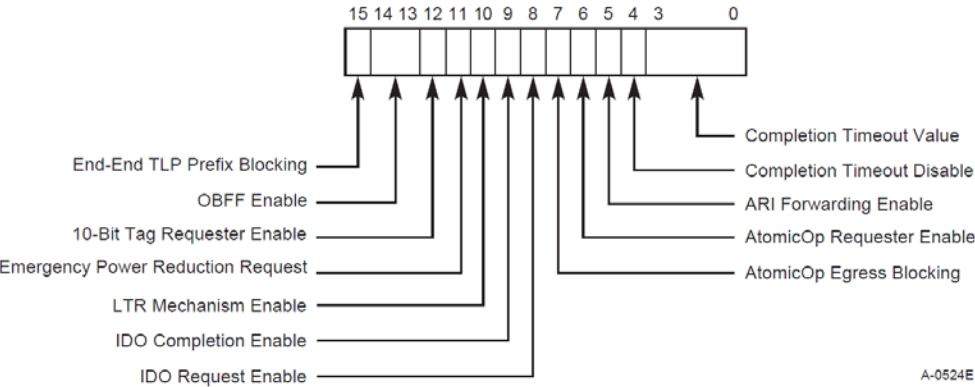 15 14 13 12 11 10 9 8 7 6 5 4 3 0
Completion Timeout Value
End-End TLP Prefix Blocking
Completion Timeout Disable
OBFF Enable
ARI Forwarding Enable
10-Bit Tag Requester Enable
AtomicOp Requester Enable
Emergency Power Reduction Request
AtomicOp Egress Blocking
LTR Mechanism Enable
IDO Completion Enable
IDO Request Enable
A-0524E